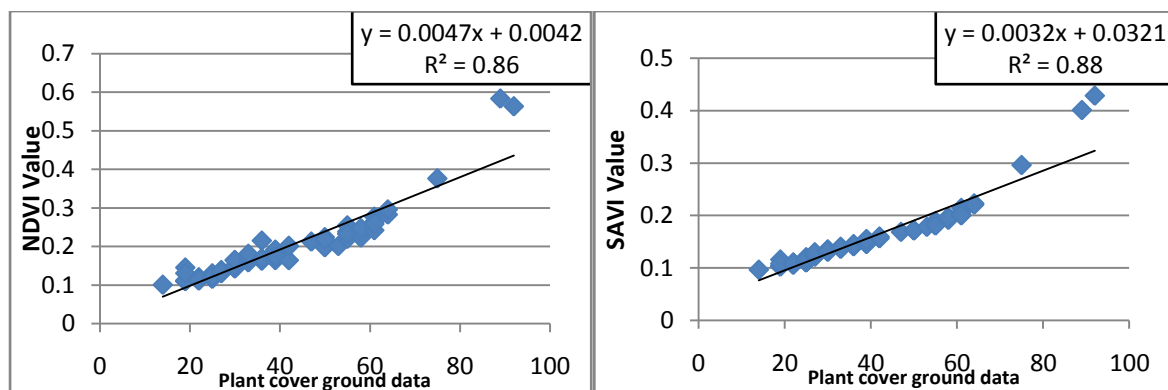 y = 0.0047x + 0.0042
R² = 0.86
0.7
0.6
0.5
0.4
0.3
0.2
0.1
0
NDVI Value
0 20 40 60 80 100
Plant cover ground data
y = 0.0032x + 0.0321
R² = 0.88
0.5
0.4
0.3
0.2
0.1
0
SAVI Value
0 20 40 60 80 100
Plant cover ground data